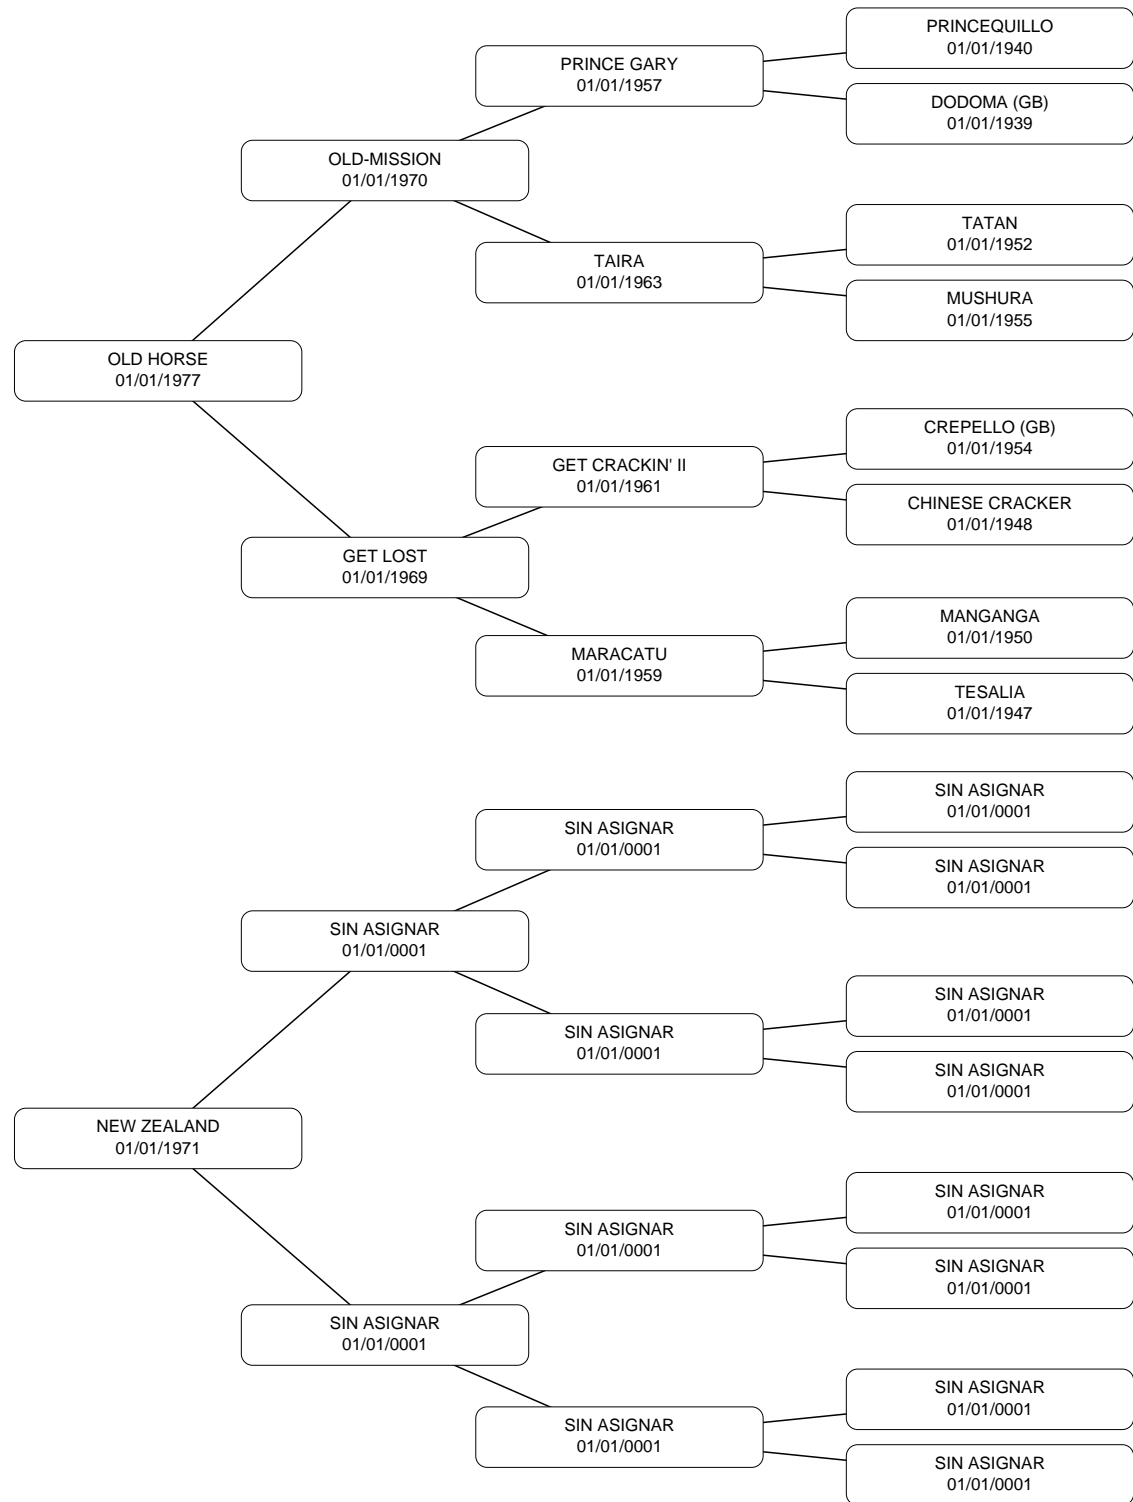 PRINCEQUILLO
01/01/1940
PRINCE GARY
01/01/1957
DODOMA (GB)
01/01/1939
OLD-MISSION
01/01/1970
TATAN
01/01/1952
TAIRA
01/01/1963
MUSHURA
01/01/1955
OLD HORSE
01/01/1977
CREPELLO (GB)
01/01/1954
GET CRACKIN' II
01/01/1961
CHINESE CRACKER
01/01/1948
GET LOST
01/01/1969
MANGANGA
01/01/1950
MARACATU
01/01/1959
TESALIA
01/01/1947
SIN ASIGNAR
01/01/0001
SIN ASIGNAR
01/01/0001
SIN ASIGNAR
01/01/0001
SIN ASIGNAR
01/01/0001
SIN ASIGNAR
01/01/0001
SIN ASIGNAR
01/01/0001
SIN ASIGNAR
01/01/0001
NEW ZEALAND
01/01/1971
SIN ASIGNAR
01/01/0001
SIN ASIGNAR
01/01/0001
SIN ASIGNAR
01/01/0001
SIN ASIGNAR
01/01/0001
SIN ASIGNAR
01/01/0001
SIN ASIGNAR
01/01/0001
SIN ASIGNAR
01/01/0001